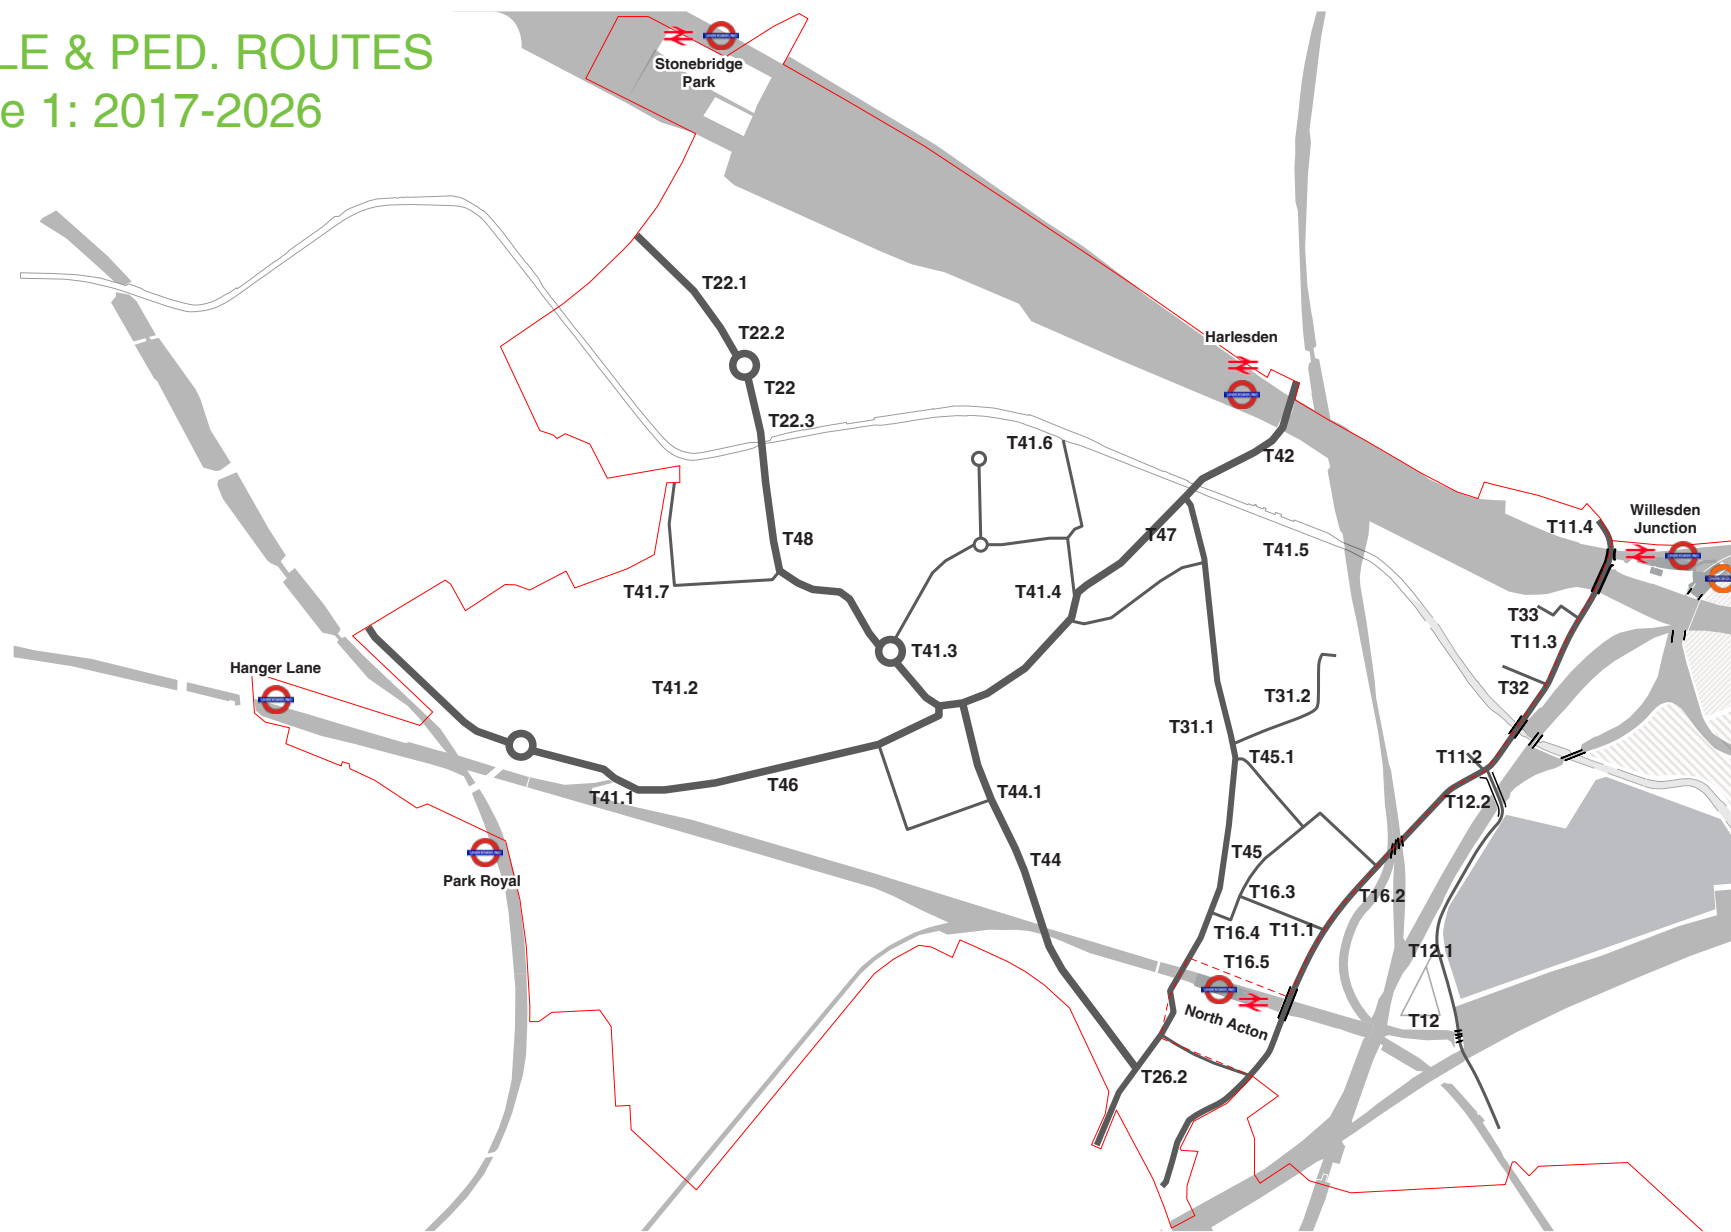 LE & PED. ROUTES
e 1: 2017-2026
Stonebridge
Park
T22.1
T22.2
Harlesden
T22
T22.3
T41.6
T42
Willesden
Junction
T11.4
T47
T48
T41.5
T41.7
T41.4
T33
T11.3
T41.3
Hanger Lane
T41.2
T32
T31.2
T31.1
T45.1
T11.2
T46
T41.1
T44.1
T12.2
T45
T44
Park Royal
T16.3
T16.2
T16.4
T11.1
T12.1
T16.5
North Acton
T12
T26.2